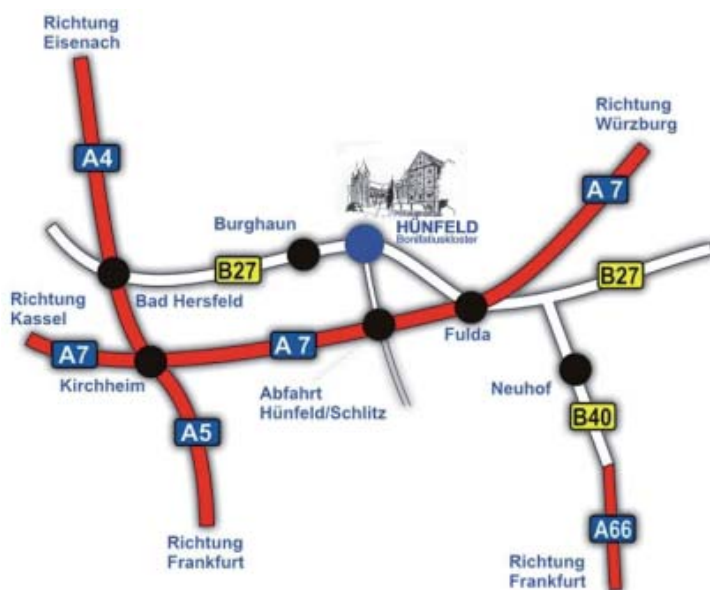 Richtung
Eisenach
Richtung
Würzburg
A4
A 7
HÜNFELD
Bonifatiuskloster
Burghaun
B27
Bad Hersfeld
B27
Richtung
Kassel
A7
A 7
Fulda
Kirchheim
Abfahrt
Hünfeld/Schlitz
Neuhof
B40
A5
A66
Richtung
Frankfurt
Richtung
Frankfurt